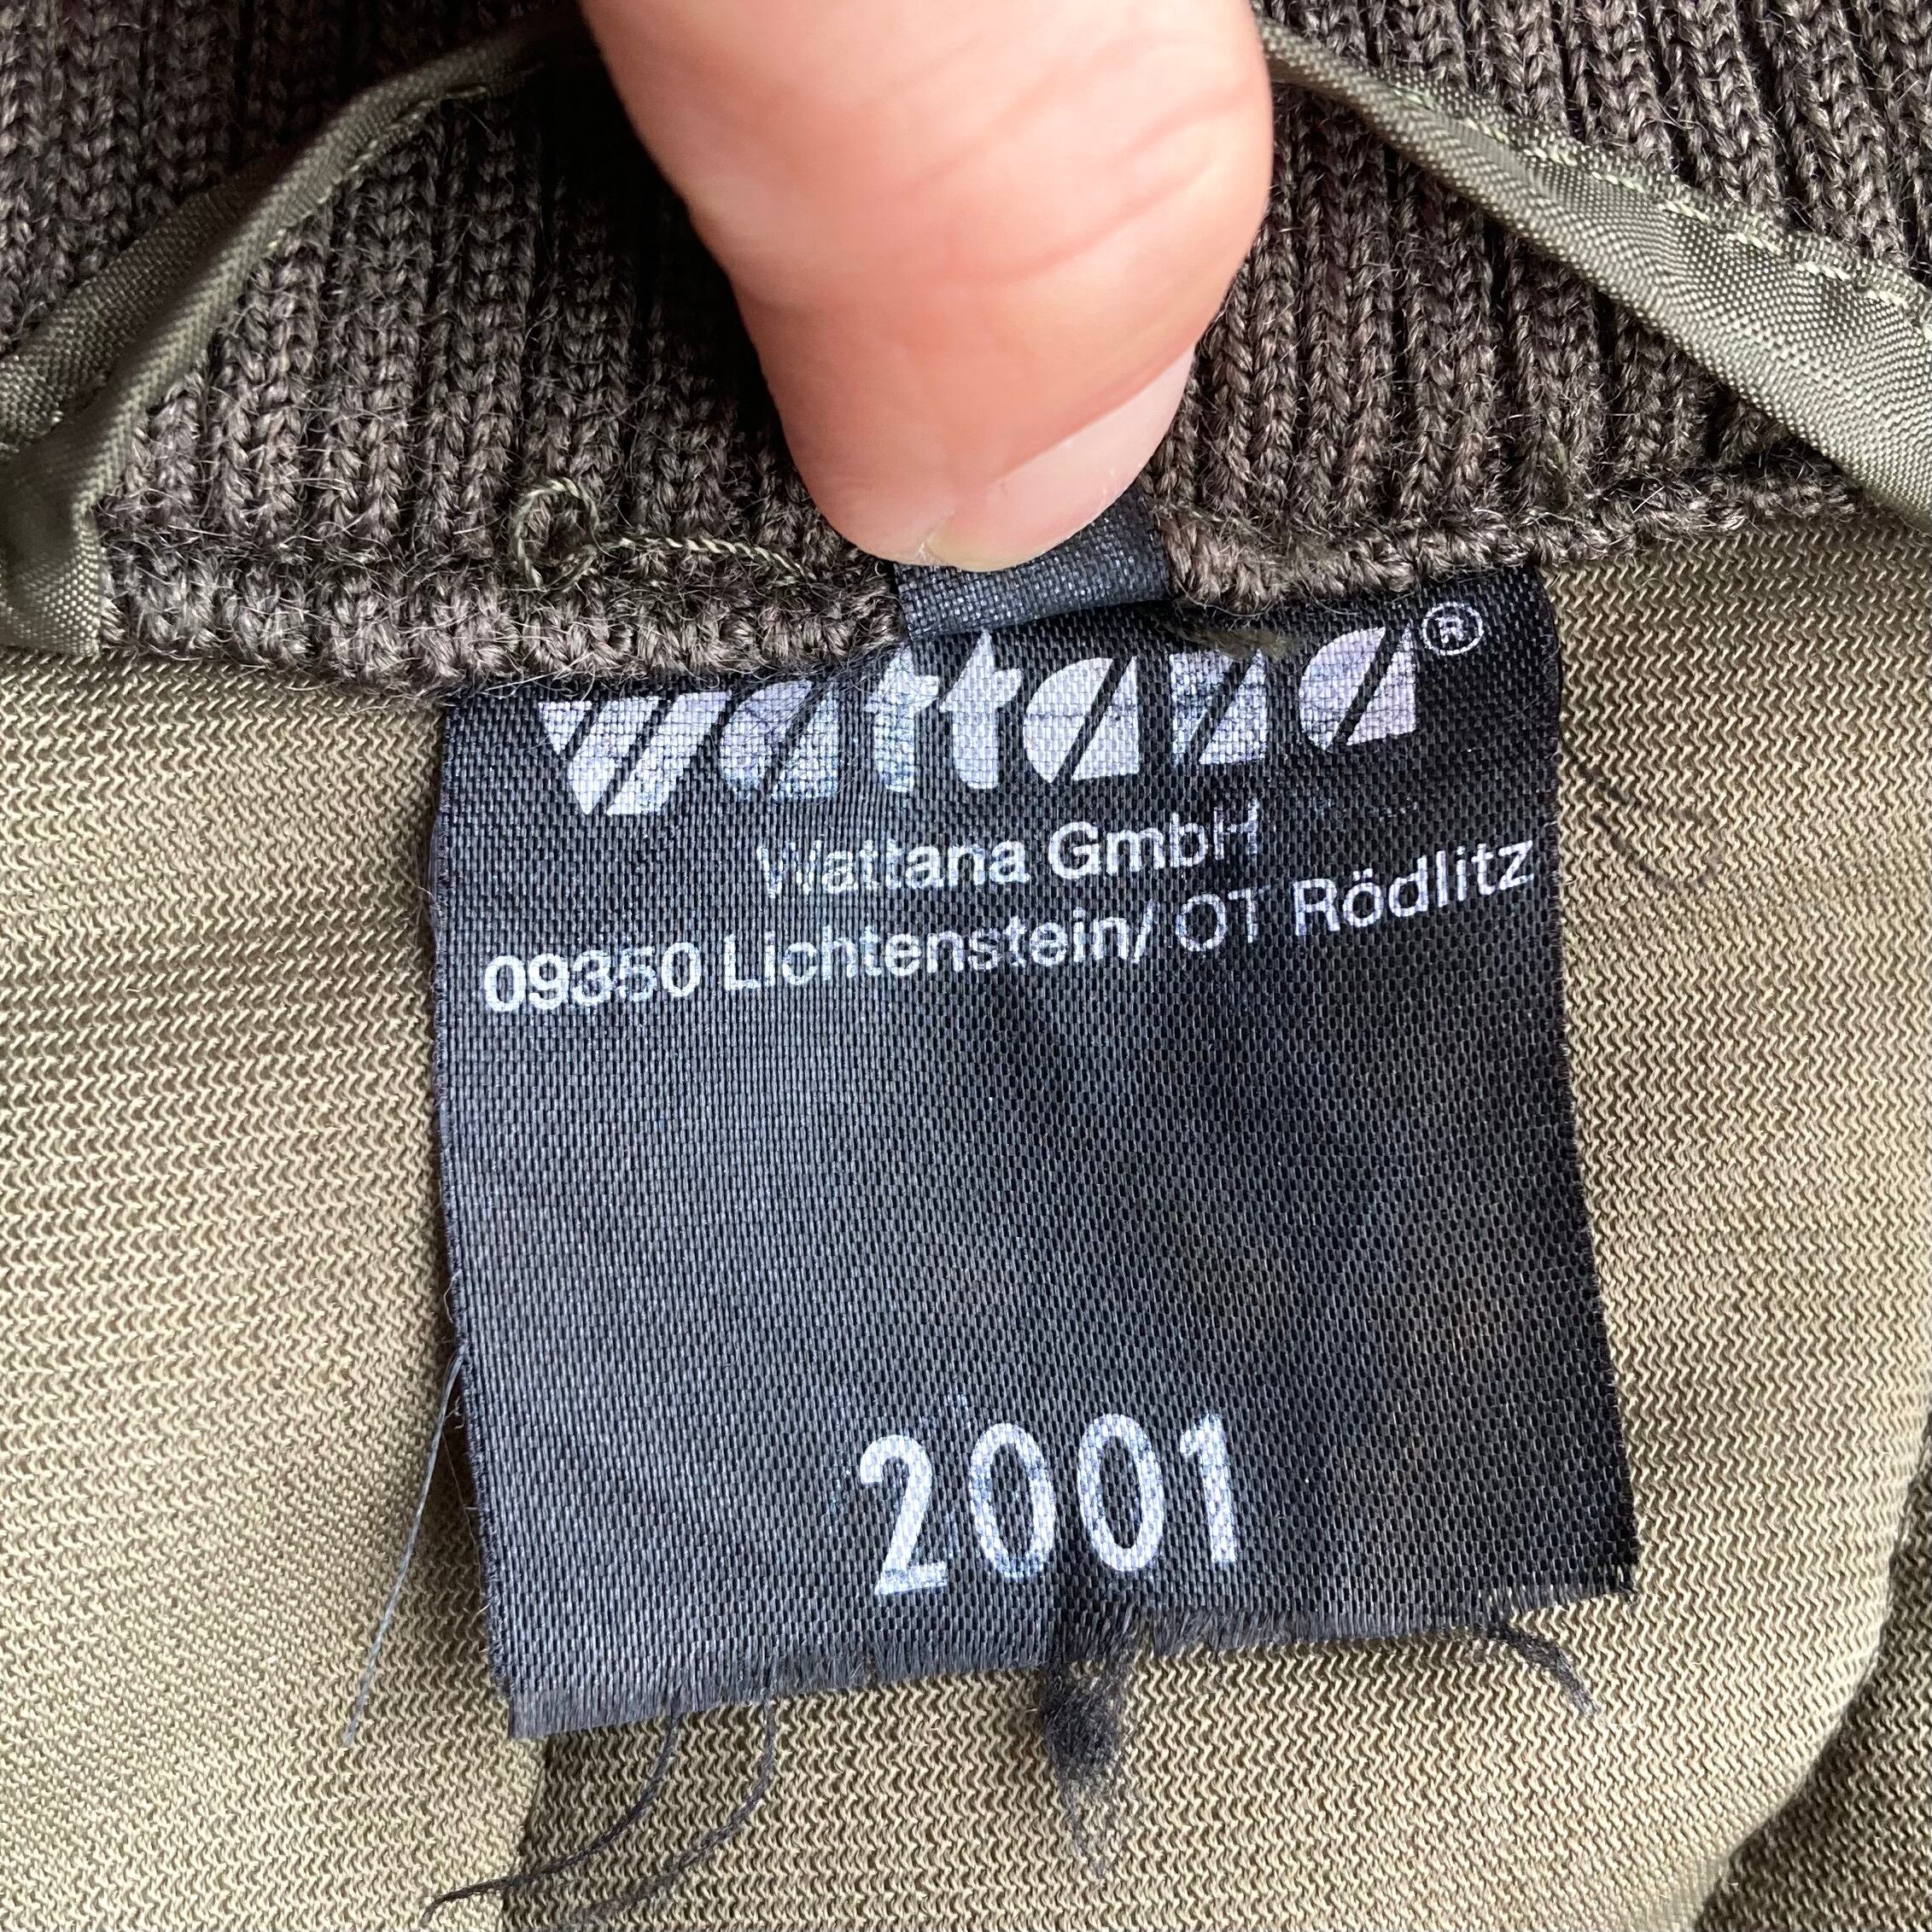 wattana®
Wattana GmbH
09350 Lichtenstein/ OT Rödlitz
2001